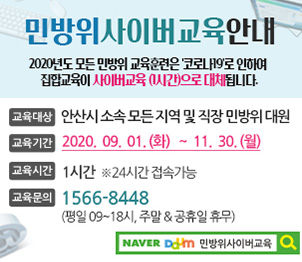 민방위사이버교육안내
2020년도 모든 민방위 교육훈련은 '코로나19'로 인하여
집합교육이 사이버교육 (1시간)으로 대체됩니다.
교육대상 안산시 소속 모든 지역 및 직장 민방위 대원
교육기간 2020. 09. 01.(화) ~ 11. 30.(월)
교육시간 1시간 ※24시간 접속가능
교육문의 1566-8448
(평일 09~18시, 주말 & 공휴일 휴무)
NAVER Daum 민방위사이버교육